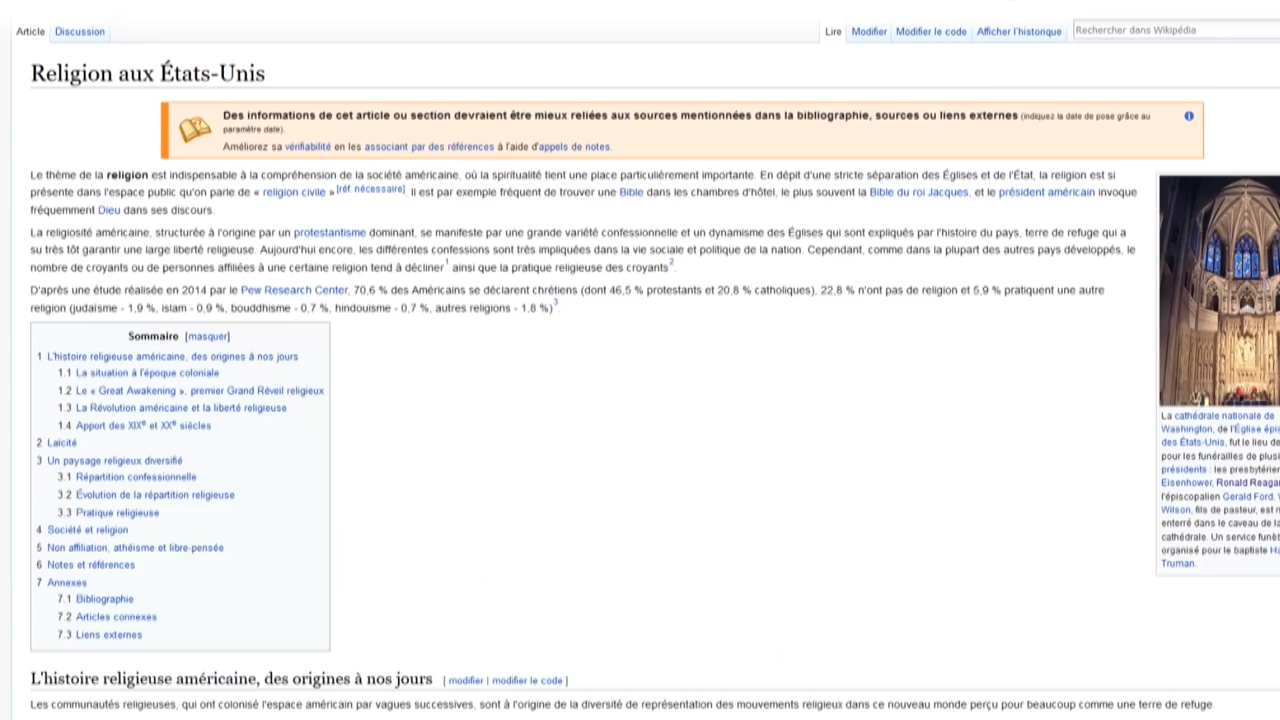 Article Discussion Lire Modifier Modifier le code Afficher l'historique Rechercher dans Wikipédia
Religion aux États-Unis
Des informations de cet article ou section devraient être mieux reliées aux sources mentionnées dans la bibliographie, sources ou liens externes (indiquez la date de pose grâce au
paramètre date).
Améliorez sa vérifiabilité en les associant par des références à l'aide d'appels de notes.
Le thème de la religion est indispensable à la compréhension de la société américaine, où la spiritualité tient une place particulièrement importante. En dépit d'une stricte séparation des Églises et de l'État, la religion est si
présente dans l'espace public qu'on parle de « religion civile »[réf. nécessaire]. Il est par exemple fréquent de trouver une Bible dans les chambres d'hôtel, le plus souvent la Bible du roi Jacques, et le président américain invoque
fréquemment Dieu dans ses discours.
La religiosité américaine, structurée à l'origine par un protestantisme dominant, se manifeste par une grande variété confessionnelle et un dynamisme des Églises qui sont expliqués par l'histoire du pays, terre de refuge qui a
su très tôt garantir une large liberté religieuse. Aujourd'hui encore, les différentes confessions sont très impliquées dans la vie sociale et politique de la nation. Cependant, comme dans la plupart des autres pays développés, le
nombre de croyants ou de personnes affiliées à une certaine religion tend à décliner1 ainsi que la pratique religieuse des croyants2.
D'après une étude réalisée en 2014 par le Pew Research Center, 70,6 % des Américains se déclarent chrétiens (dont 46,5 % protestants et 20,8 % catholiques), 22,8 % n'ont pas de religion et 5,9 % pratiquent une autre
religion (judaïsme - 1,9 %, islam - 0,9 %, bouddhisme - 0,7 %, hindouisme - 0,7 %, autres religions - 1,8 %)3.
Sommaire [masquer]
1 L'histoire religieuse américaine, des origines à nos jours
1.1 La situation à l'époque coloniale
1.2 Le « Great Awakening », premier Grand Réveil religieux
1.3 La Révolution américaine et la liberté religieuse
1.4 Apport des XIXe et XXe siècles
2 Laïcité
3 Un paysage religieux diversifié
3.1 Répartition confessionnelle
3.2 Évolution de la répartition religieuse
3.3 Pratique religieuse
4 Société et religion
5 Non affiliation, athéisme et libre-pensée
6 Notes et références
7 Annexes
7.1 Bibliographie
7.2 Articles connexes
7.3 Liens externes
La cathédrale nationale de
Washington, de l'Église
des États-Unis, fut le lieu
pour les funérailles de
présidents : les
Eisenhower, Ronald
l'épiscopalien Gerald Ford.
Wilson, fils de pasteur, est
enterré dans le caveau de
cathédrale. Un service
organisé pour le baptiste
Truman.
L'histoire religieuse américaine, des origines à nos jours [ modifier | modifier le code ]
Les communautés religieuses, qui ont colonisé l'espace américain par vagues successives, sont à l'origine de la diversité de représentation des mouvements religieux dans ce nouveau monde perçu pour beaucoup comme une terre de refuge.